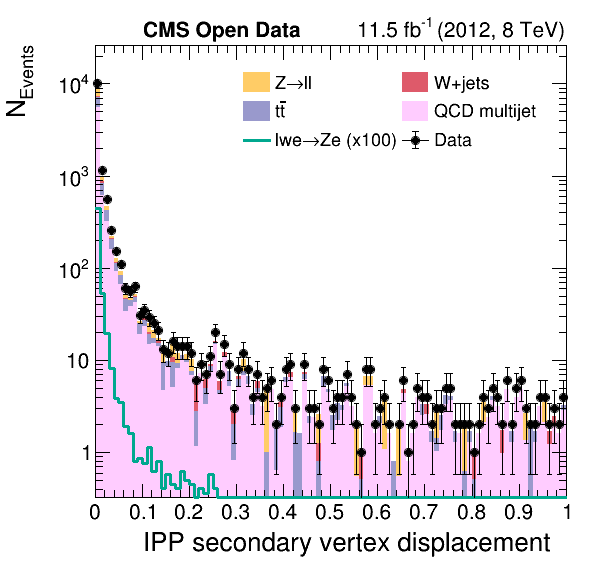 CMS Open Data 11.5 fb⁻¹ (2012, 8 TeV)
N_Events
Z→ll W+jets
tt̄ QCD multijet
lwe→Ze (x100) Data
10⁴
10³
10²
10
1
0 0.1 0.2 0.3 0.4 0.5 0.6 0.7 0.8 0.9 1
IPP secondary vertex displacement